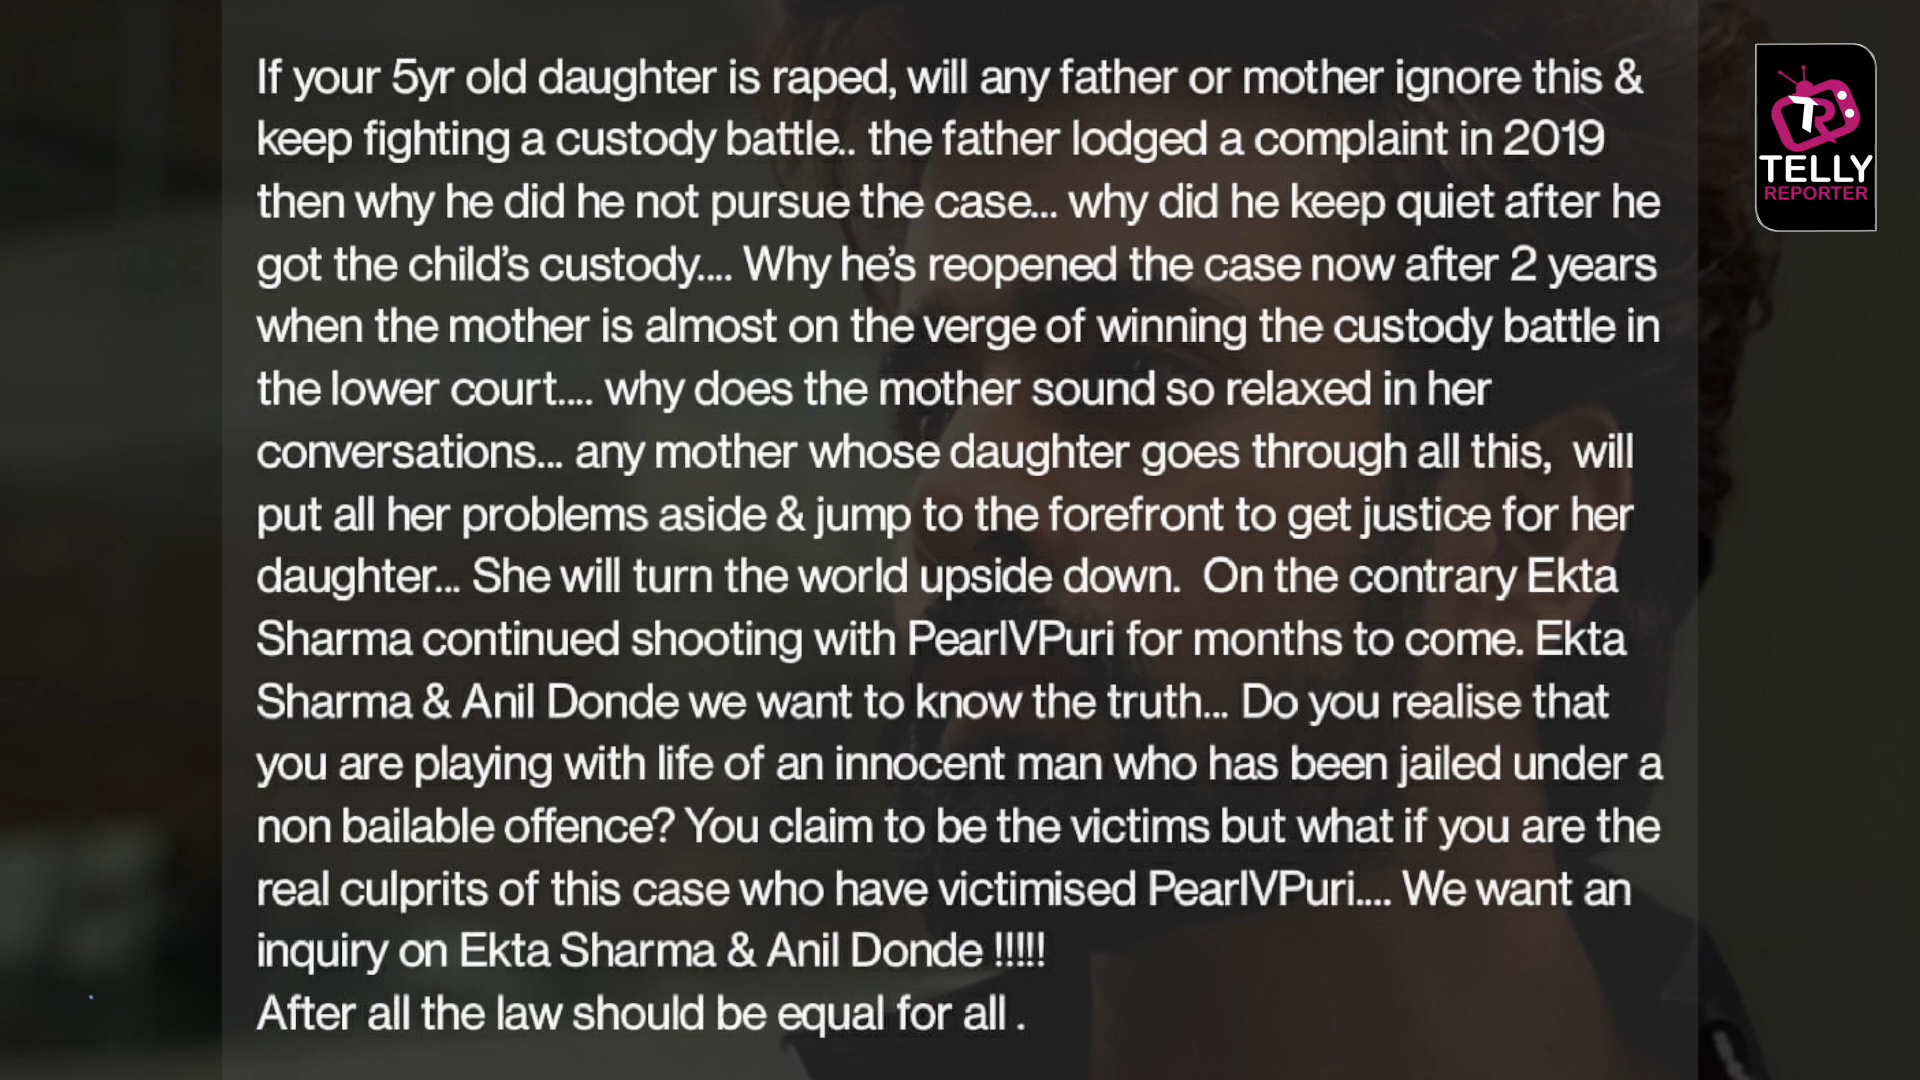 If your 5yr old daughter is raped, will any father or mother ignore this &
keep fighting a custody battle.. the father lodged a complaint in 2019
then why he did he not pursue the case... why did he keep quiet after he
got the child's custody.... Why he's reopened the case now after 2 years
when the mother is almost on the verge of winning the custody battle in
the lower court.... why does the mother sound so relaxed in her
conversations... any mother whose daughter goes through all this,  will
put all her problems aside & jump to the forefront to get justice for her
daughter... She will turn the world upside down.  On the contrary Ekta
Sharma continued shooting with PearlVPuri for months to come. Ekta
Sharma & Anil Donde we want to know the truth... Do you realise that
you are playing with life of an innocent man who has been jailed under a
non bailable offence? You claim to be the victims but what if you are the
real culprits of this case who have victimised PearlVPuri.... We want an
inquiry on Ekta Sharma & Anil Donde !!!!!
After all the law should be equal for all .
TR
TELLY
REPORTER